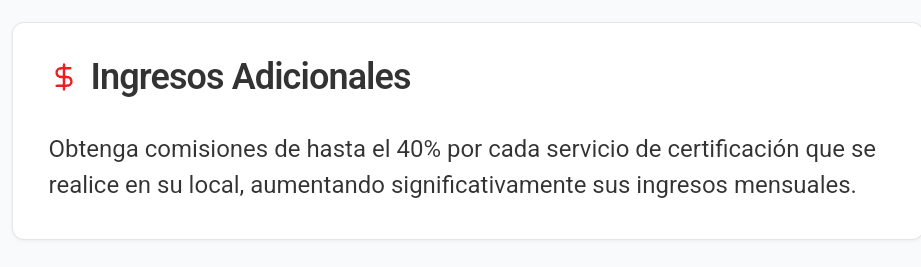 $ Ingresos Adicionales
Obtenga comisiones de hasta el 40% por cada servicio de certificación que se
realice en su local, aumentando significativamente sus ingresos mensuales.